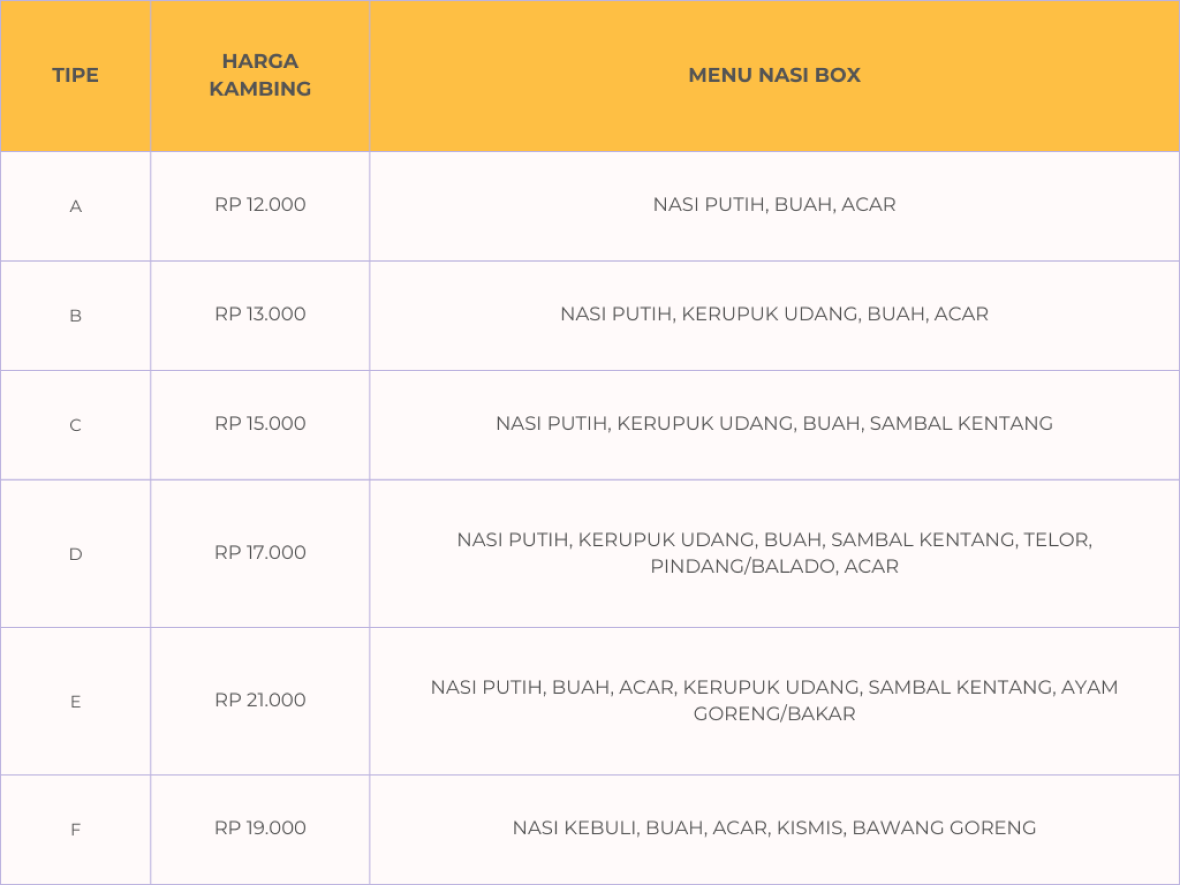 TIPE
HARGA
KAMBING
MENU NASI BOX
A
RP 12.000
NASI PUTIH, BUAH, ACAR
B
RP 13.000
NASI PUTIH, KERUPUK UDANG, BUAH, ACAR
C
RP 15.000
NASI PUTIH, KERUPUK UDANG, BUAH, SAMBAL KENTANG
D
RP 17.000
NASI PUTIH, KERUPUK UDANG, BUAH, SAMBAL KENTANG, TELOR,
PINDANG/BALADO, ACAR
E
RP 21.000
NASI PUTIH, BUAH, ACAR, KERUPUK UDANG, SAMBAL KENTANG, AYAM
GORENG/BAKAR
F
RP 19.000
NASI KEBULI, BUAH, ACAR, KISMIS, BAWANG GORENG